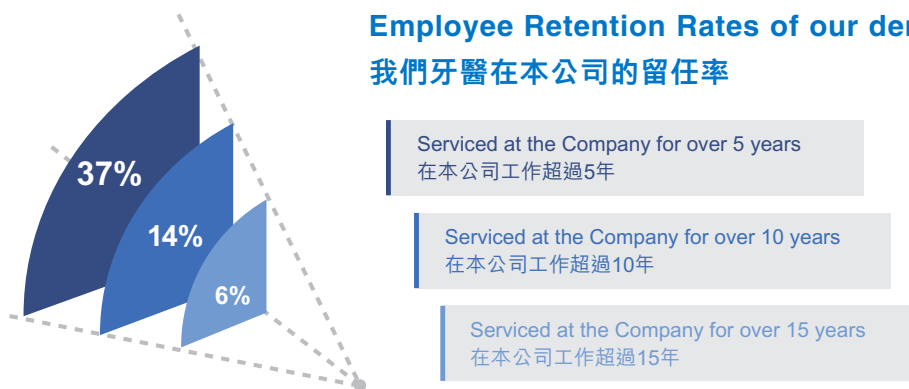 Employee Retention Rates of our
我們牙醫在本公司的留任率
37%
14%
6%
Serviced at the Company for over 5 years
在本公司工作超過5年
Serviced at the Company for over 10 years
在本公司工作超過10年
Serviced at the Company for over 15 years
在本公司工作超過15年